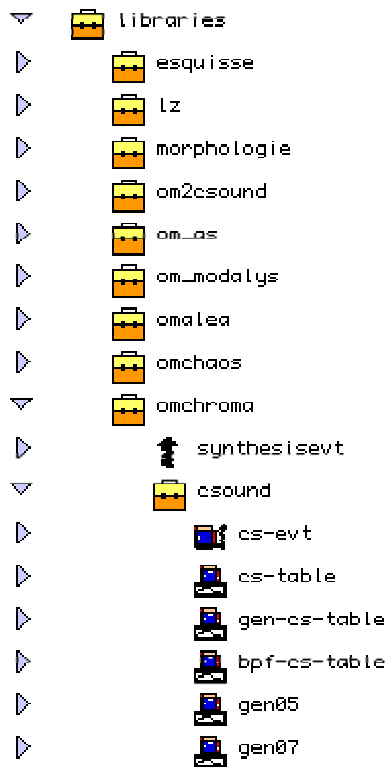 libraries
esquisse
lz
morphologie
om2csound
om_as
om_modalys
omalea
omchaos
omchroma
synthesisevt
csound
cs-evt
cs-table
gen-cs-table
bpf-cs-table
gen05
gen07